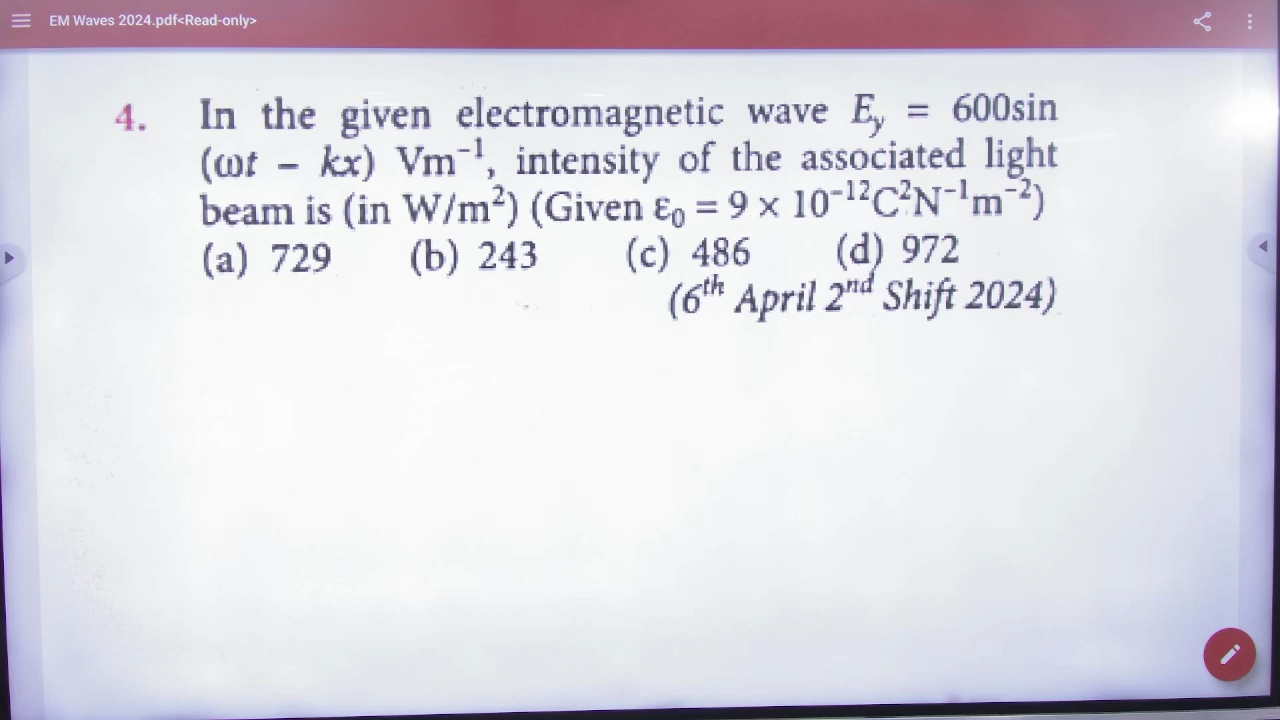 EM Waves 2024.pdf<Read-only>
4. In the given electromagnetic wave E_y = 600sin
(ωt − kx) Vm⁻¹, intensity of the associated light
beam is (in W/m²) (Given ε₀ = 9 × 10⁻¹²C²N⁻¹m⁻²)
(a) 729 (b) 243 (c) 486 (d) 972
(6th April 2nd Shift 2024)